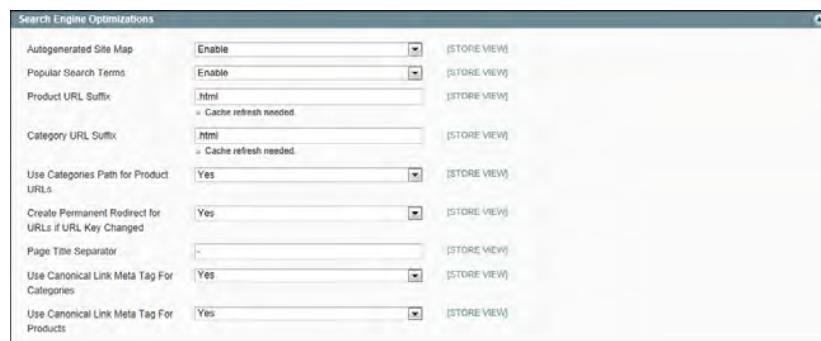 Search Engine Optimizations
Autogenerated Site Map Enable [STORE VIEW]
Popular Search Terms Enable [STORE VIEW]
Product URL Suffix .html [STORE VIEW]
Cache refresh needed.
Category URL Suffix .html [STORE VIEW]
Cache refresh needed.
Use Categories Path for Product Yes [STORE VIEW]
URLs
Create Permanent Redirect for Yes [STORE VIEW]
URLs if URL Key Changed
Page Title Separator - [STORE VIEW]
Use Canonical Link Meta Tag For Yes [STORE VIEW]
Categories
Use Canonical Link Meta Tag For Yes [STORE VIEW]
Products